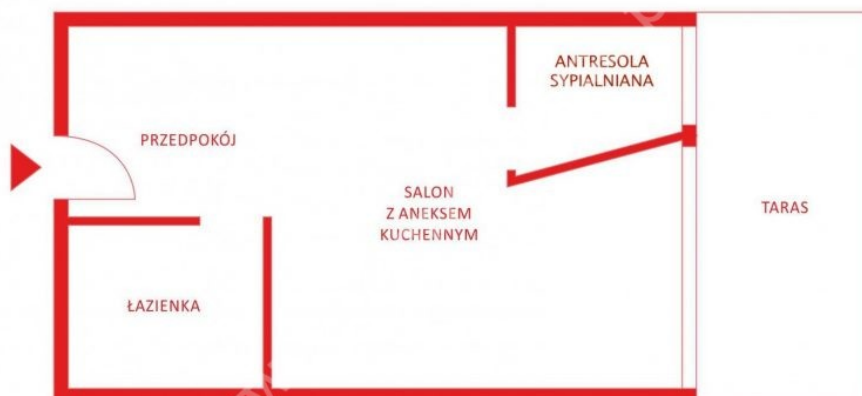 ANTRESOLA
SYPIALNIANA
PRZEDPOKÓJ
SALON
Z ANEKSEM
KUCHENNYM
TARAS
ŁAZIENKA